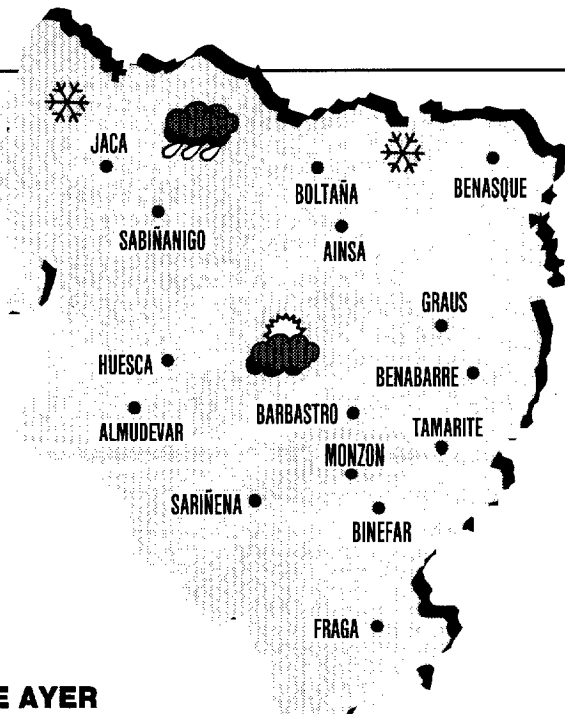 JACA
BOLTAÑA
BENASQUE
SABIÑANIGO
AINSA
GRAUS
HUESCA
BENABARRE
ALMUDEVAR
BARBASTRO
TAMARITE
MONZON
SARIÑENA
BINEFAR
FRAGA
E AYER